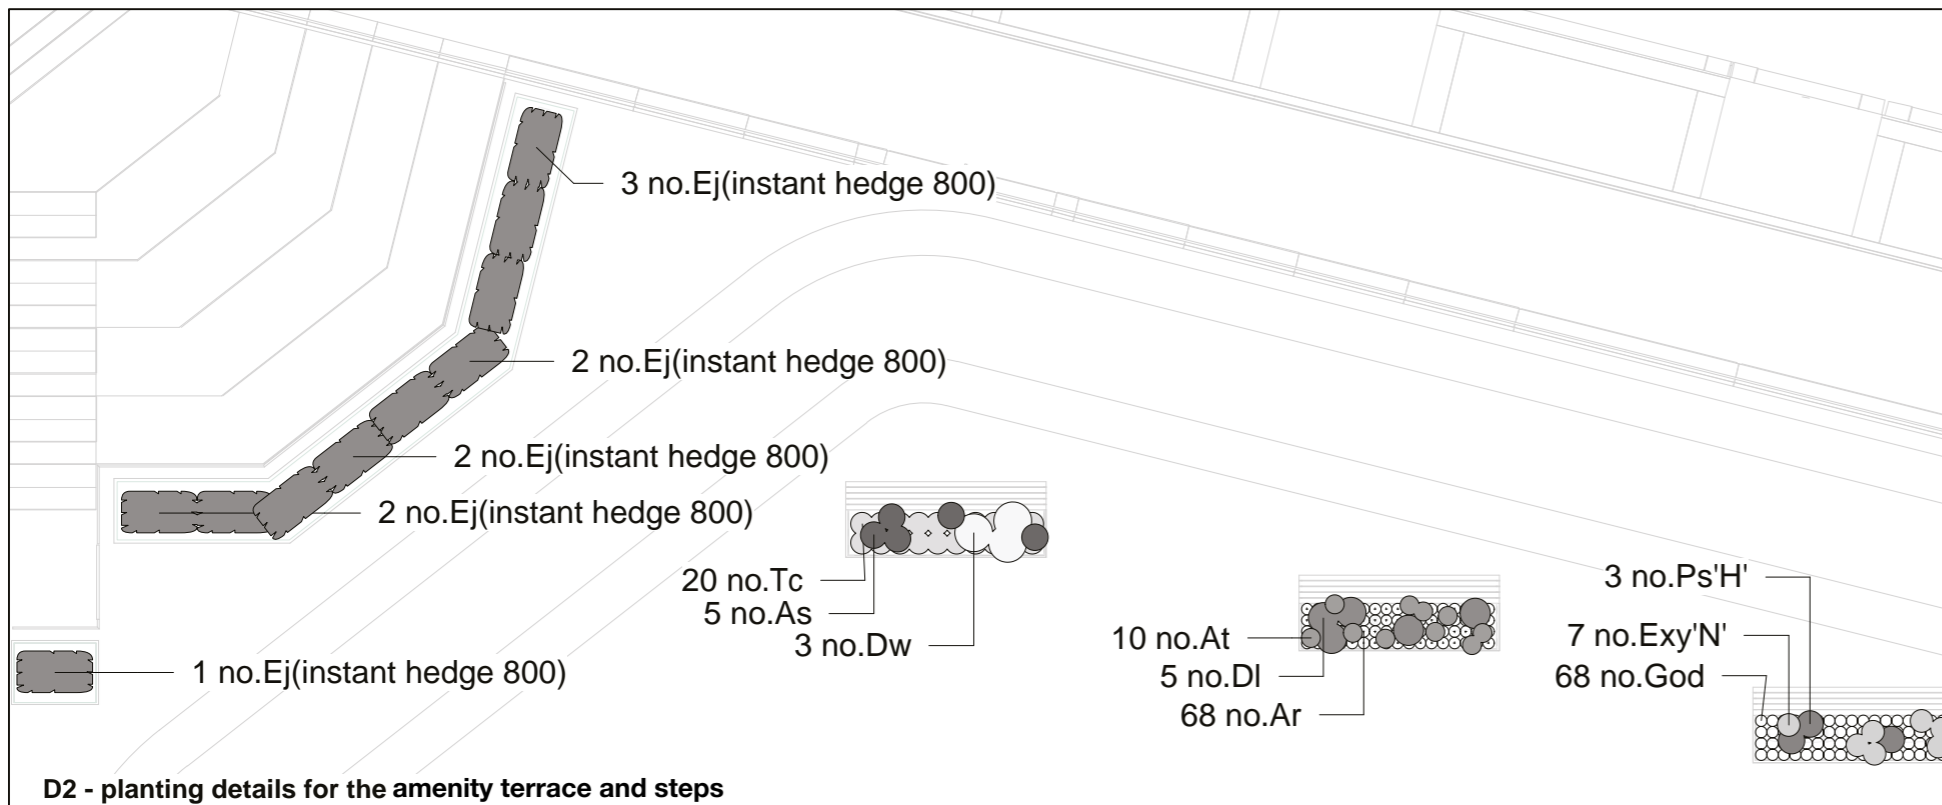 3 no.Ej(instant hedge 800)
2 no.Ej(instant hedge 800)
2 no.Ej(instant hedge 800)
2 no.Ej(instant hedge 800)
1 no.Ej(instant hedge 800)
20 no.Tc
5 no.As
3 no.Dw
10 no.At
5 no.Dl
68 no.Ar
3 no.Ps'H'
7 no.Exy'N'
68 no.God
D2 - planting details for the amenity terrace and steps